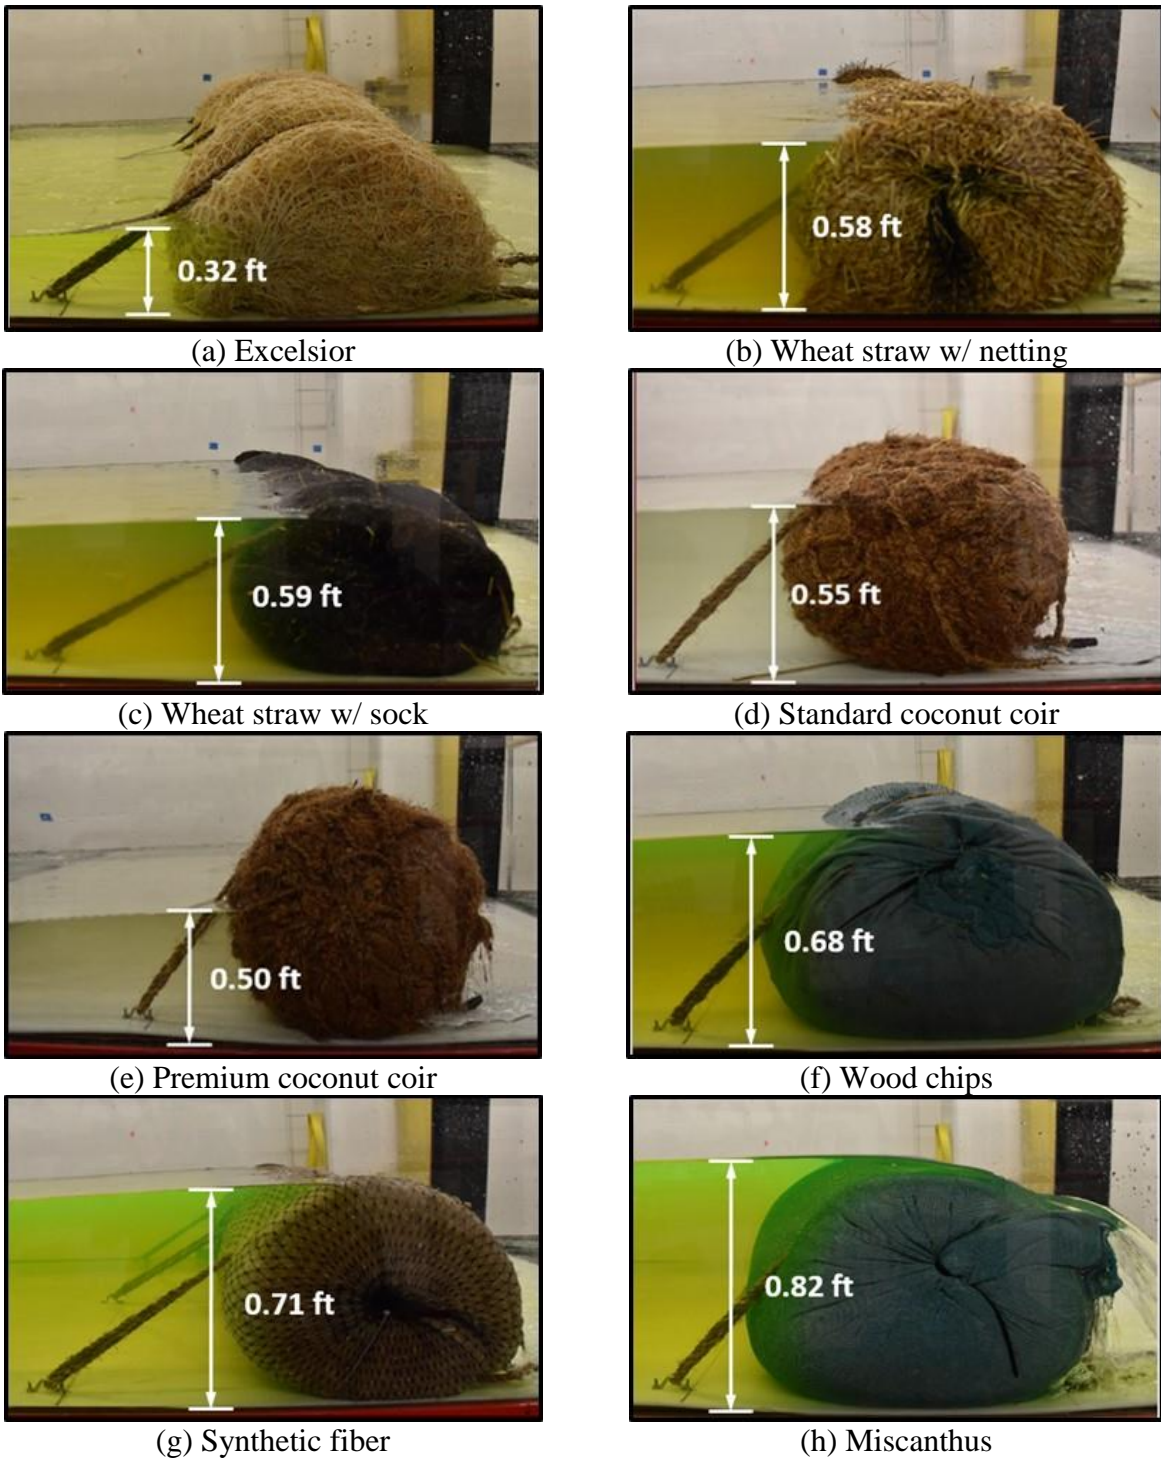 0.32 ft
0.58 ft
(a) Excelsior
(b) Wheat straw w/ netting
0.59 ft
0.55 ft
(c) Wheat straw w/ sock
(d) Standard coconut coir
0.50 ft
0.68 ft
(e) Premium coconut coir
(f) Wood chips
0.71 ft
0.82 ft
(g) Synthetic fiber
(h) Miscanthus